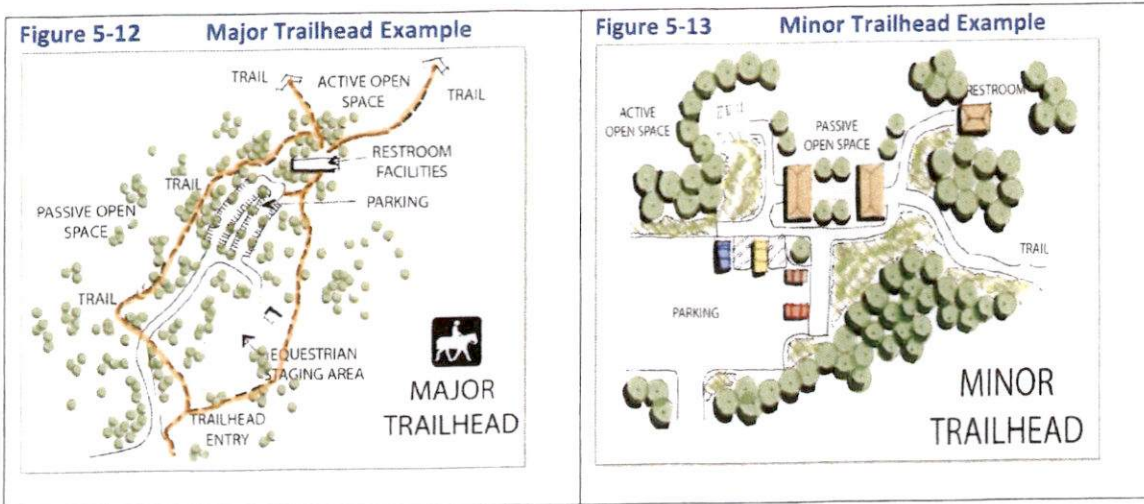 Figure 5-12 Major Trailhead Example
TRAIL
ACTIVE OPEN
SPACE
TRAIL
RESTROOM
FACILITIES
TRAIL
PARKING
PASSIVE OPEN
SPACE
TRAIL
EQUESTRIAN
STAGING AREA
MAJOR
TRAILHEAD
TRAILHEAD
ENTRY
Figure 5-13 Minor Trailhead Example
RESTROOM
ACTIVE
OPEN SPACE
PASSIVE
OPEN SPACE
TRAIL
PARKING
MINOR
TRAILHEAD